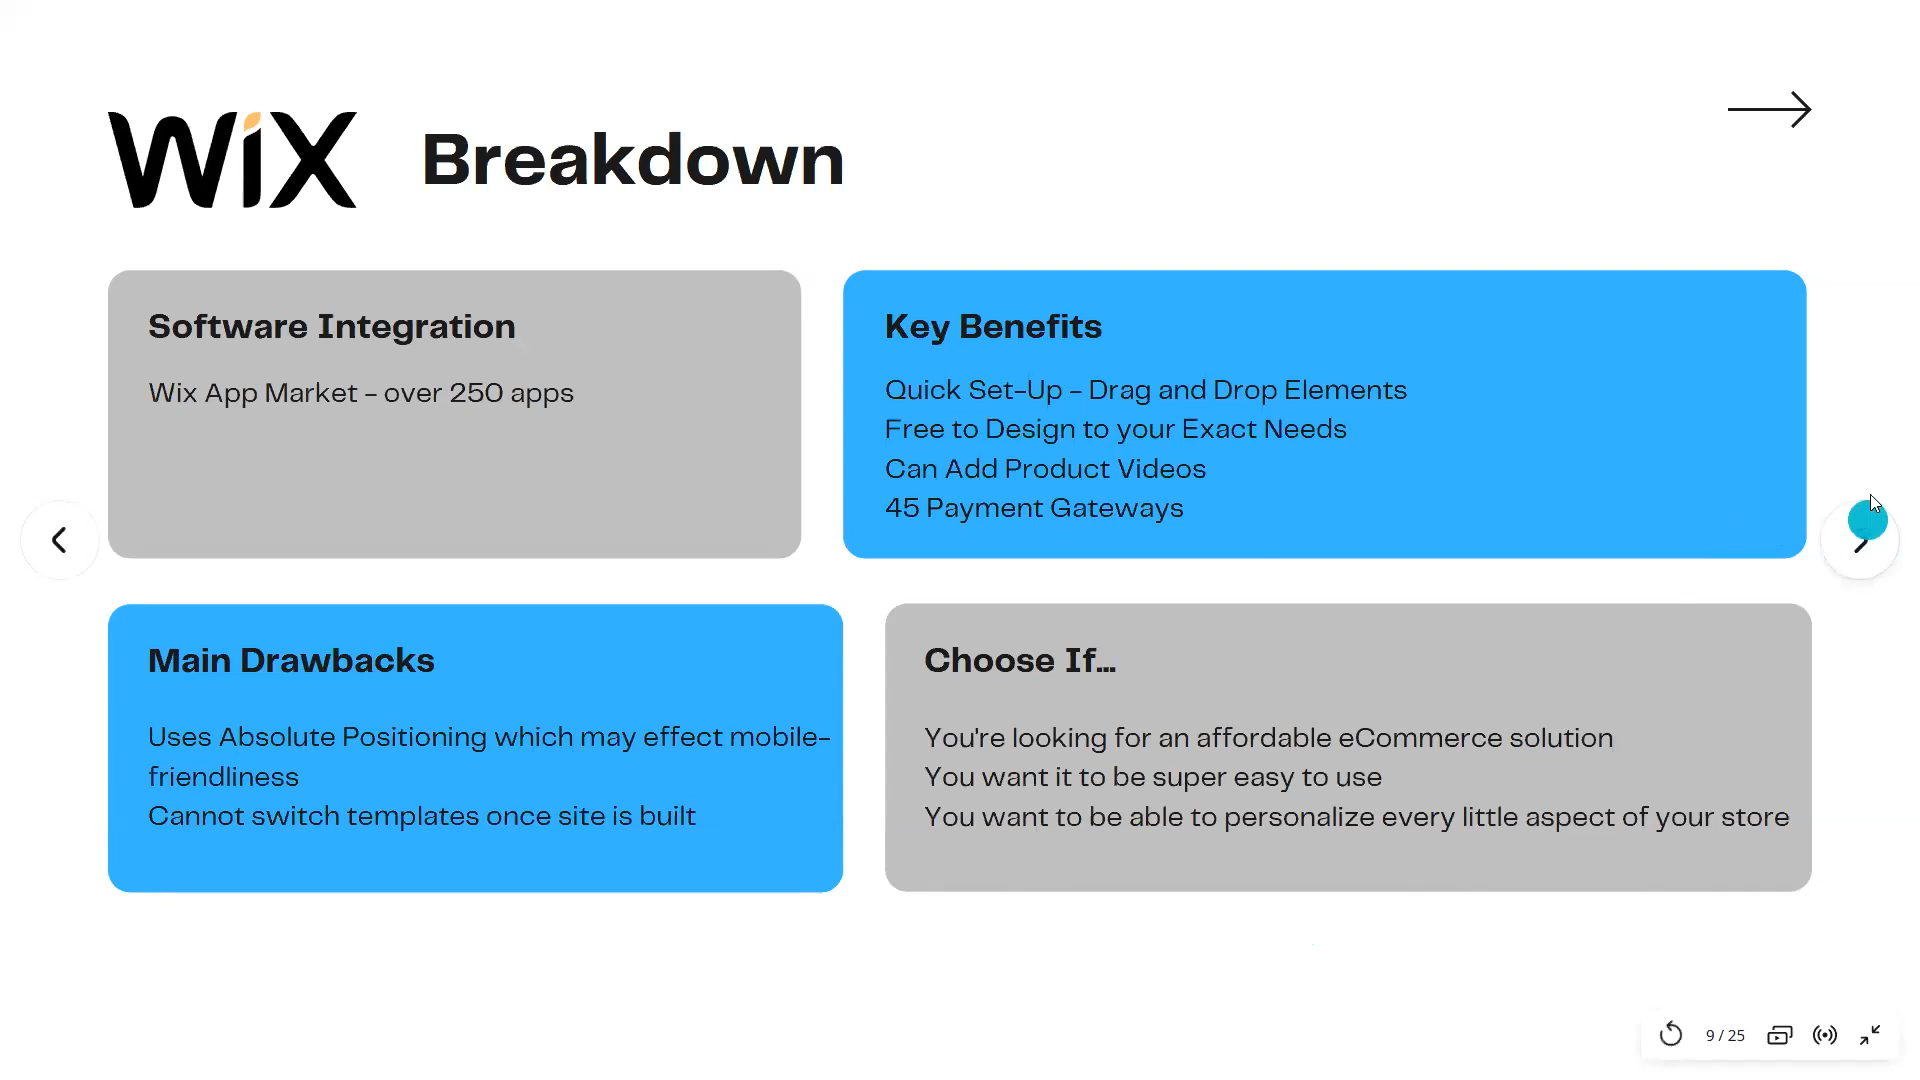 WiX Breakdown
Software Integration
Wix App Market - over 250 apps
Key Benefits
Quick Set-Up - Drag and Drop Elements
Free to Design to your Exact Needs
Can Add Product Videos
45 Payment Gateways
Main Drawbacks
Uses Absolute Positioning which may effect mobile-
friendliness
Cannot switch templates once site is built
Choose If...
You're looking for an affordable eCommerce solution
You want it to be super easy to use
You want to be able to personalize every little aspect of your store
9 / 25